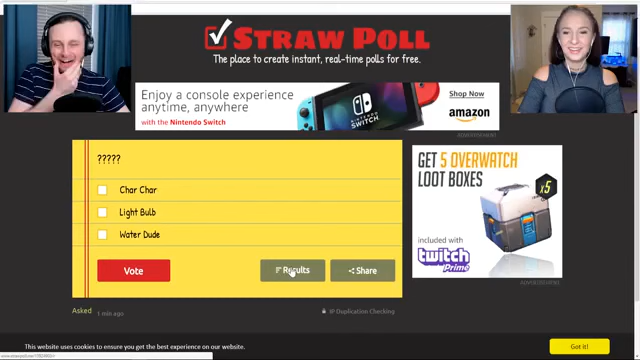 STRAW POLL
The place to create instant, real-time polls for free.
Enjoy a console experience
anytime, anywhere
with the Nintendo Switch
NINTENDO
SWITCH
Shop Now
amazon
ADVERTISEMENT
?????
Char Char
Light Bulb
Water Dude
Vote
Results
Share
Asked 1 min ago
IP Duplication Checking
GET 5 OVERWATCH
LOOT BOXES
x5
included with
twitch
prime
ADVERTISEMENT
This website uses cookies to ensure you get the best experience on our website.
Got it!